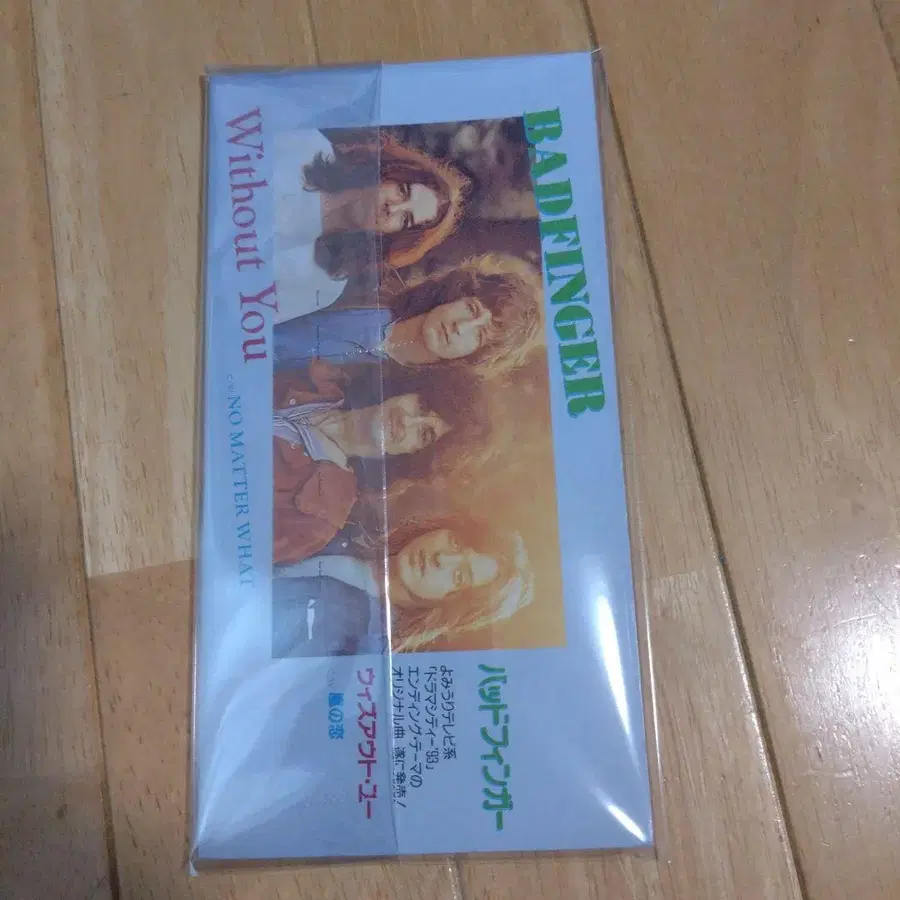 BADFINGER
Without You
c/w NO MATTER WHAT
バッドフィンガー
よみうりテレビ系
「ドラマシティー'93」
エンディング・テーマの
オリジナル曲 遂に発売!
ウィズアウト・ユー
嵐の恋